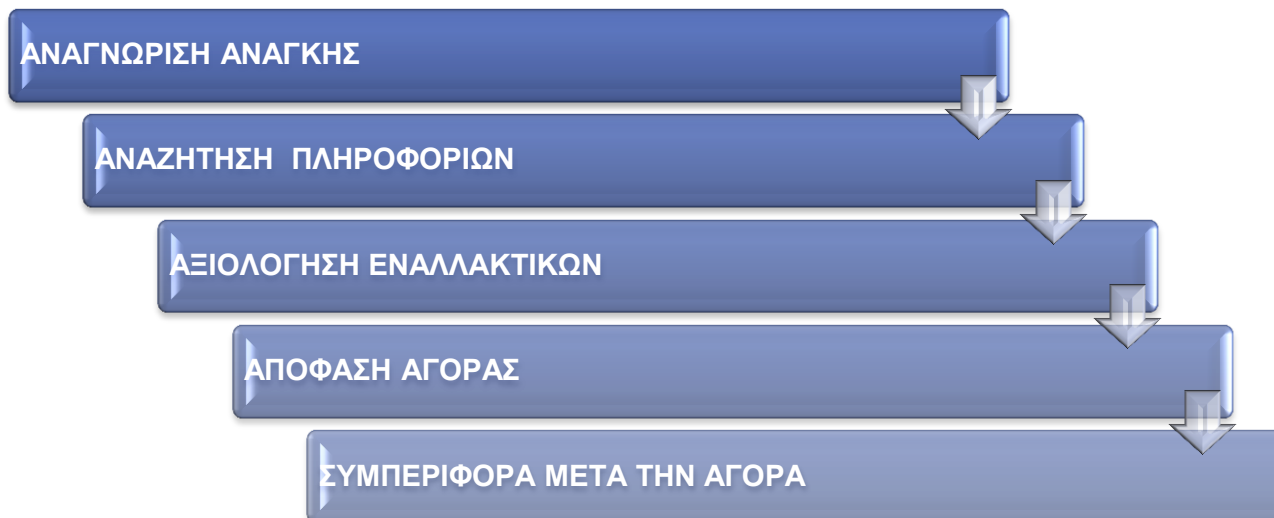 ΑΝΑΓΝΩΡΙΣΗ ΑΝΑΓΚΗΣ
ΑΝΑΖΗΤΗΣΗ ΠΛΗΡΟΦΟΡΙΩΝ
ΑΞΙΟΛΟΓΗΣΗ ΕΝΑΛΛΑΚΤΙΚΩΝ
ΑΠΟΦΑΣΗ ΑΓΟΡΑΣ
ΣΥΜΠΕΡΙΦΟΡΑ ΜΕΤΑ ΤΗΝ ΑΓΟΡΑ